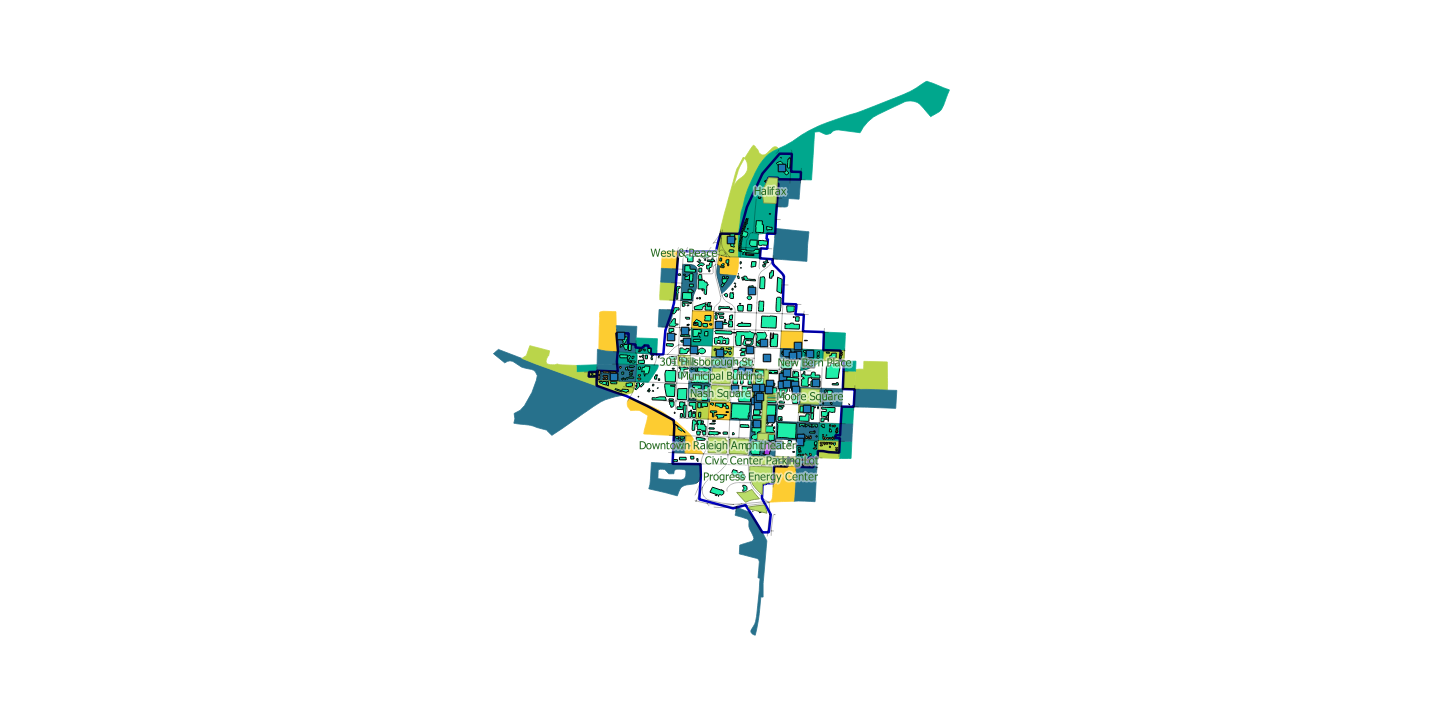 Halifax
West & Peace
301 Hillsborough St.
New Bern Place
Municipal Building
Nash Square
Moore Square
Downtown Raleigh Amphitheater
Civic Center Parking Lot
Progress Energy Center